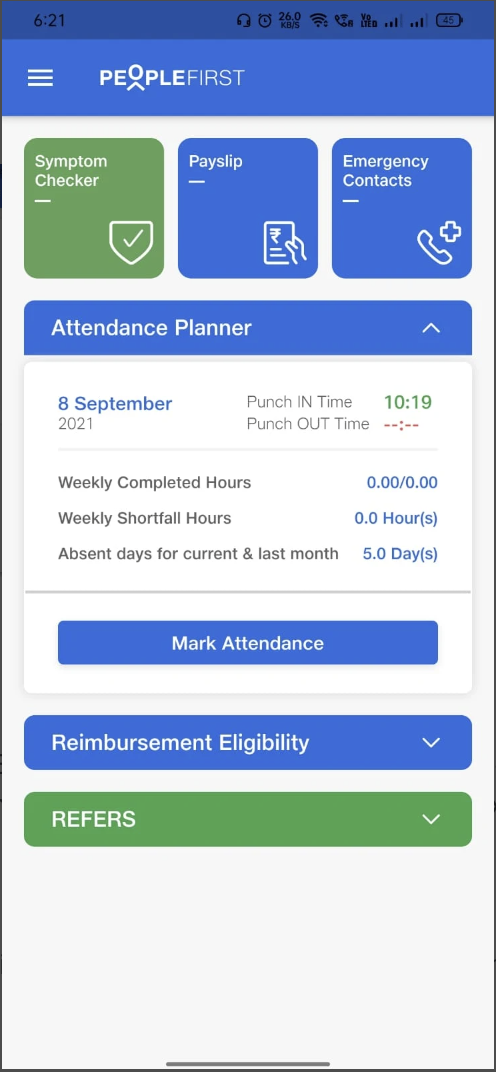 6:21 26.0 KB/S Vo LTE 45
PEOPLEFIRST
Symptom
Checker
Payslip
Emergency
Contacts
Attendance Planner
8 September
2021
Punch IN Time 10:19
Punch OUT Time --:--
Weekly Completed Hours 0.00/0.00
Weekly Shortfall Hours 0.0 Hour(s)
Absent days for current & last month 5.0 Day(s)
Mark Attendance
Reimbursement Eligibility
REFERS